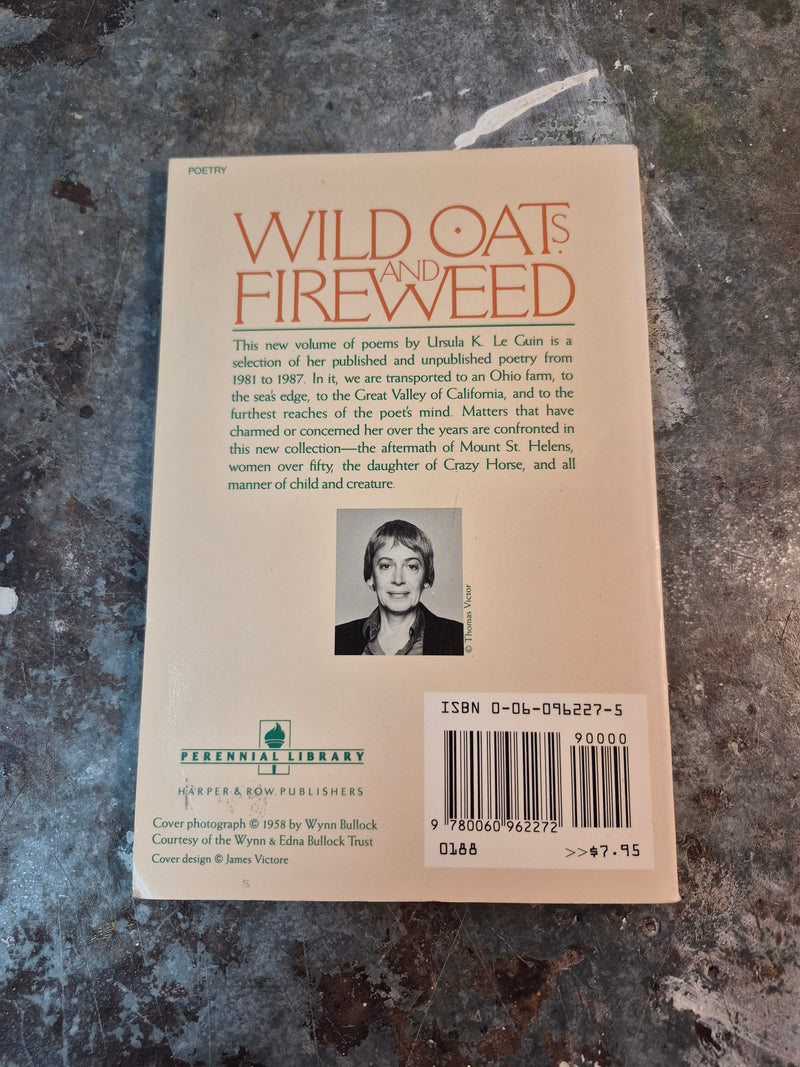 POETRY
WILD OATS
AND
FIREWEED
This new volume of poems by Ursula K. Le Guin is a
selection of her published and unpublished poetry from
1981 to 1987. In it, we are transported to an Ohio farm, to
the sea's edge, to the Great Valley of California, and to the
furthest reaches of the poet's mind. Matters that have
charmed or concerned her over the years are confronted in
this new collection—the aftermath of Mount St. Helens,
women over fifty, the daughter of Crazy Horse, and all
manner of child and creature.
© Thomas Victor
PERENNIAL LIBRARY
HARPER & ROW, PUBLISHERS
Cover photograph © 1958 by Wynn Bullock
Courtesy of the Wynn & Edna Bullock Trust
Cover design © James Victore
ISBN 0-06-096227-5
90000
9 780060 962272
0188 >>$7.95